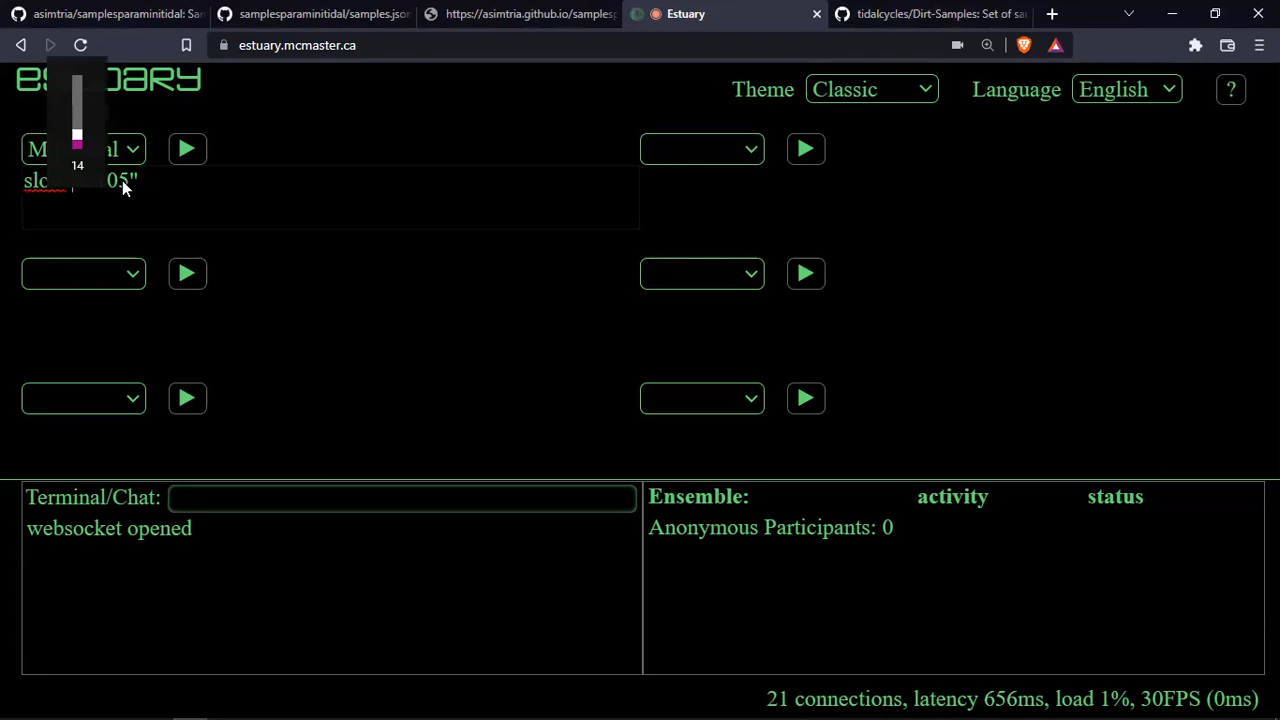 asimtria/samplesparaminitidal: Sa
samplesparaminitidal/samples.jso
https://asimtria.github.io/samplesp
Estuary
tidalcycles/Dirt-Samples: Set of sa
estuary.mcmaster.ca
Theme Classic Language English ?
14
05"
Terminal/Chat:
websocket opened
Ensemble: activity status
Anonymous Participants: 0
21 connections, latency 656ms, load 1%, 30FPS (0ms)